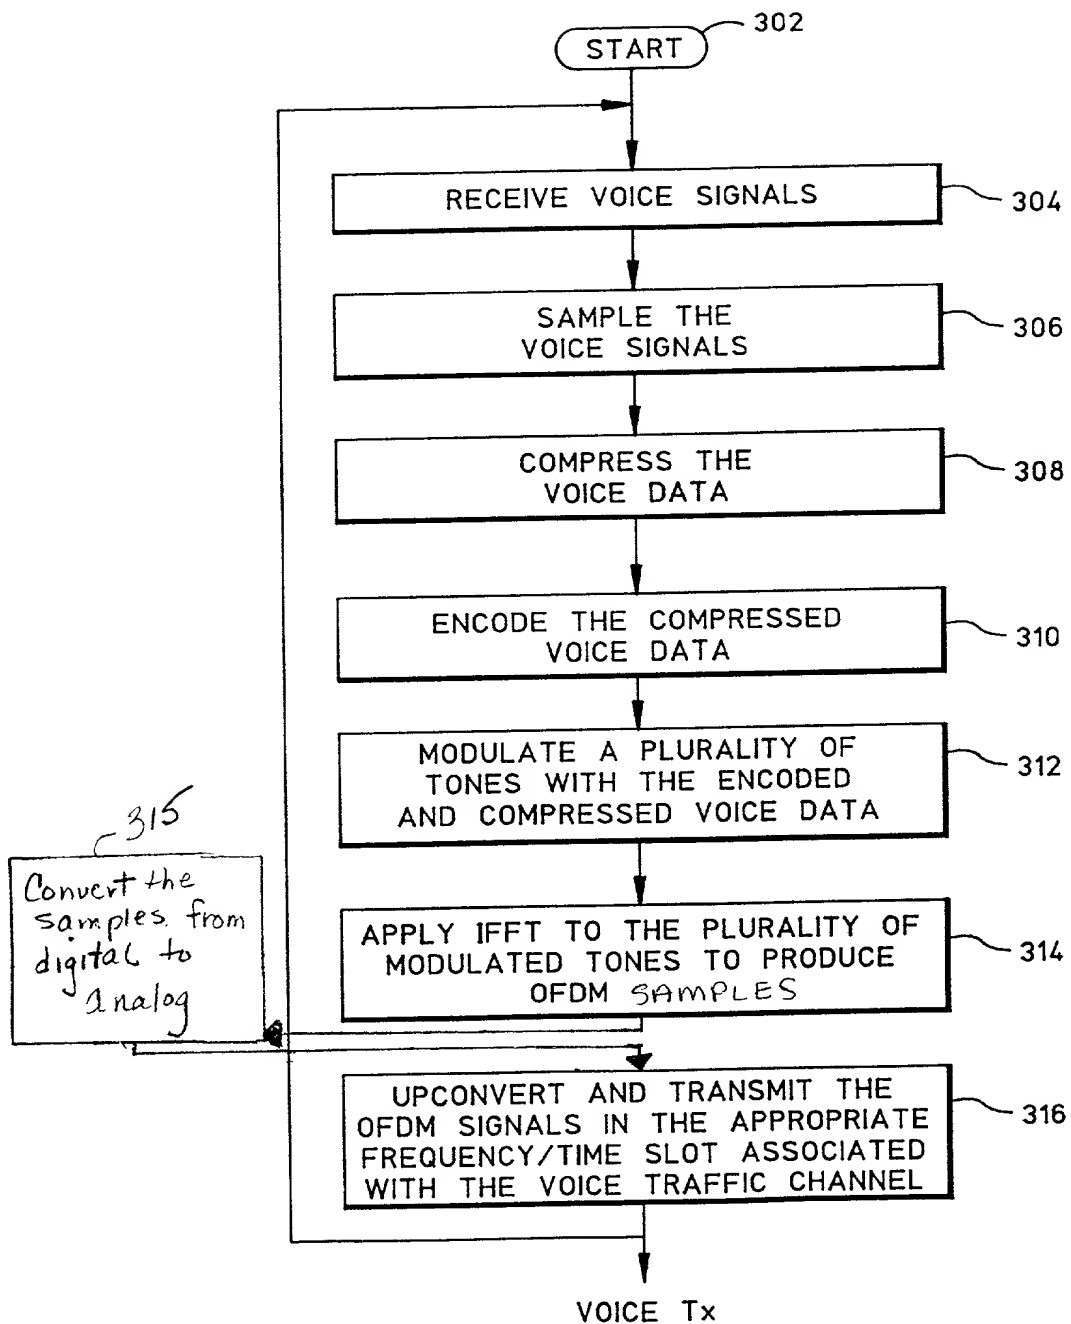 302
START
RECEIVE VOICE SIGNALS
304
SAMPLE THE
VOICE SIGNALS
306
COMPRESS THE
VOICE DATA
308
ENCODE THE COMPRESSED
VOICE DATA
310
MODULATE A PLURALITY OF
TONES WITH THE ENCODED
AND COMPRESSED VOICE DATA
312
315
Convert the
samples from
digital to
analog
APPLY IFFT TO THE PLURALITY OF
MODULATED TONES TO PRODUCE
OFDM SAMPLES
314
UPCONVERT AND TRANSMIT THE
OFDM SIGNALS IN THE APPROPRIATE
FREQUENCY/TIME SLOT ASSOCIATED
WITH THE VOICE TRAFFIC CHANNEL
316
VOICE Tx